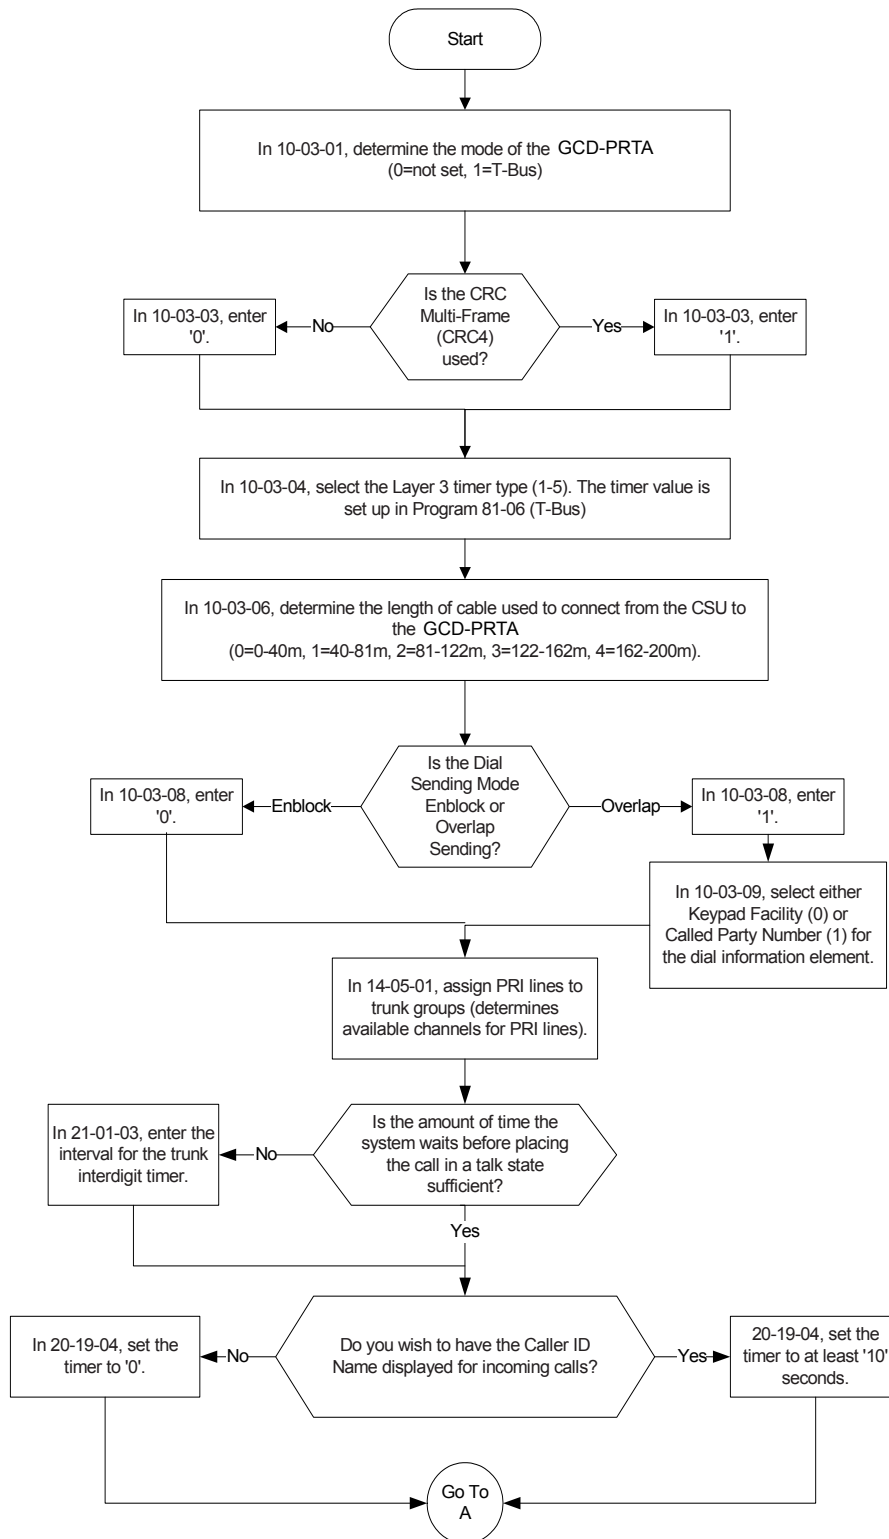 Start
In 10-03-01, determine the mode of the GCD-PRTA
(0=not set, 1=T-Bus)
Is the CRC
Multi-Frame
(CRC4)
used?
No
Yes
In 10-03-03, enter
'0'.
In 10-03-03, enter
'1'.
In 10-03-04, select the Layer 3 timer type (1-5). The timer value is
set up in Program 81-06 (T-Bus)
In 10-03-06, determine the length of cable used to connect from the CSU to
the GCD-PRTA
(0=0-40m, 1=40-81m, 2=81-122m, 3=122-162m, 4=162-200m).
Is the Dial
Sending Mode
Enblock or
Overlap
Sending?
Enblock
Overlap
In 10-03-08, enter
'0'.
In 10-03-08, enter
'1'.
In 10-03-09, select either
Keypad Facility (0) or
Called Party Number (1) for
the dial information element.
In 14-05-01, assign PRI lines to
trunk groups (determines
available channels for PRI lines).
Is the amount of time the
system waits before placing
the call in a talk state
sufficient?
No
In 21-01-03, enter the
interval for the trunk
interdigit timer.
Yes
Do you wish to have the Caller ID
Name displayed for incoming calls?
No
Yes
In 20-19-04, set the
timer to '0'.
20-19-04, set the
timer to at least '10'
seconds.
Go To
A